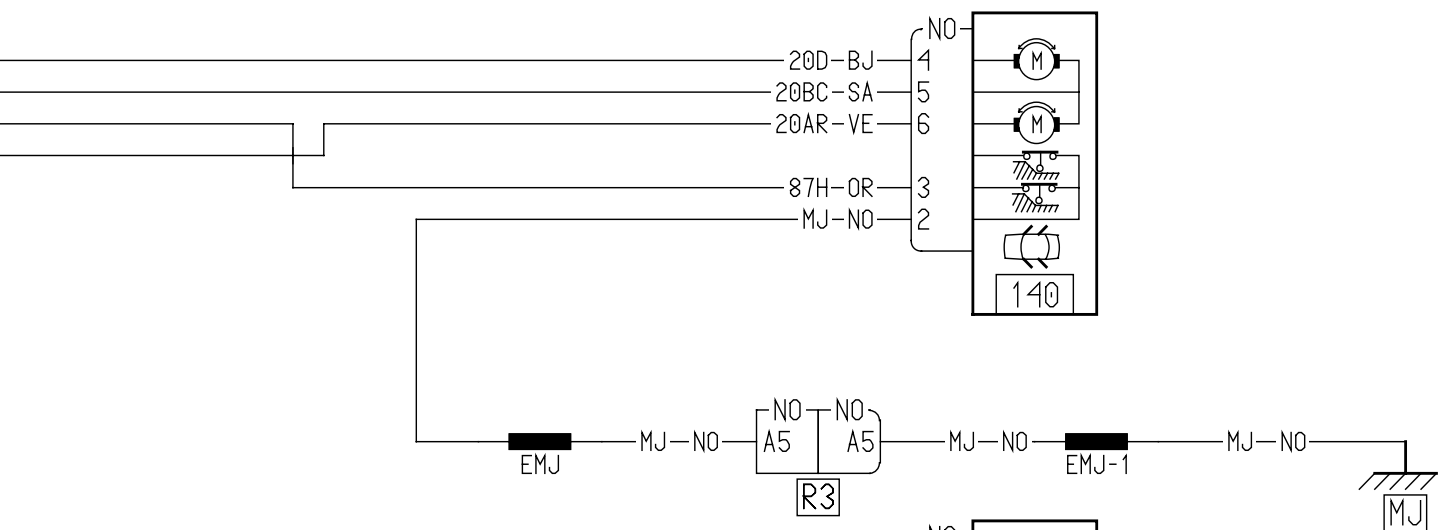 NO
20D-BJ 4 M
20BC-SA 5
20AR-VE 6 M
87H-OR 3
MJ-NO 2
140
NO NO
MJ-NO A5 A5 MJ-NO MJ-NO
EMJ EMJ-1
R3
MJ
NO